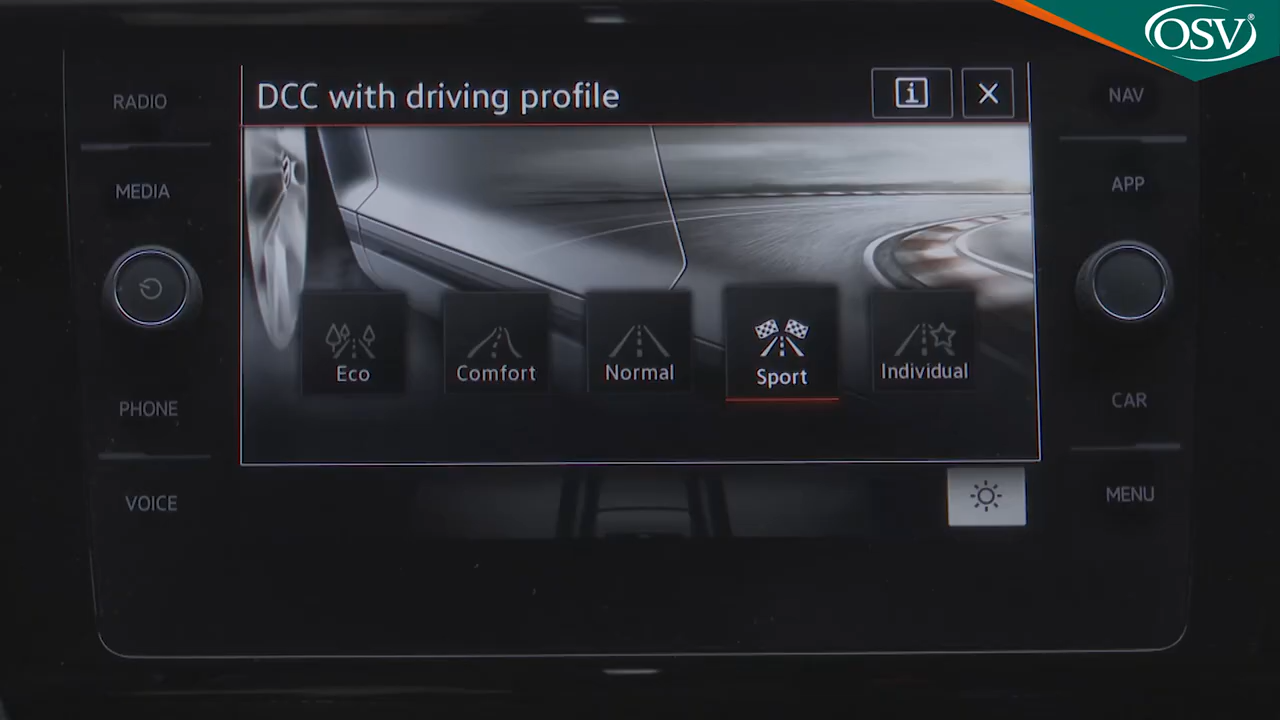 OSV®
RADIO
DCC with driving profile
NAV
MEDIA
APP
Eco
Comfort
Normal
Sport
Individual
PHONE
CAR
VOICE
MENU